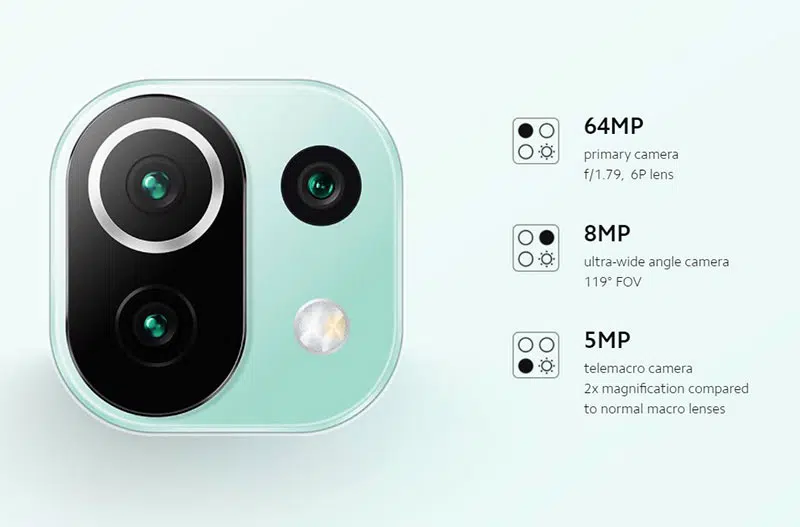 64MP
primary camera
f/1.79, 6P lens
8MP
ultra-wide angle camera
119° FOV
5MP
telemacro camera
2x magnification compared
to normal macro lenses